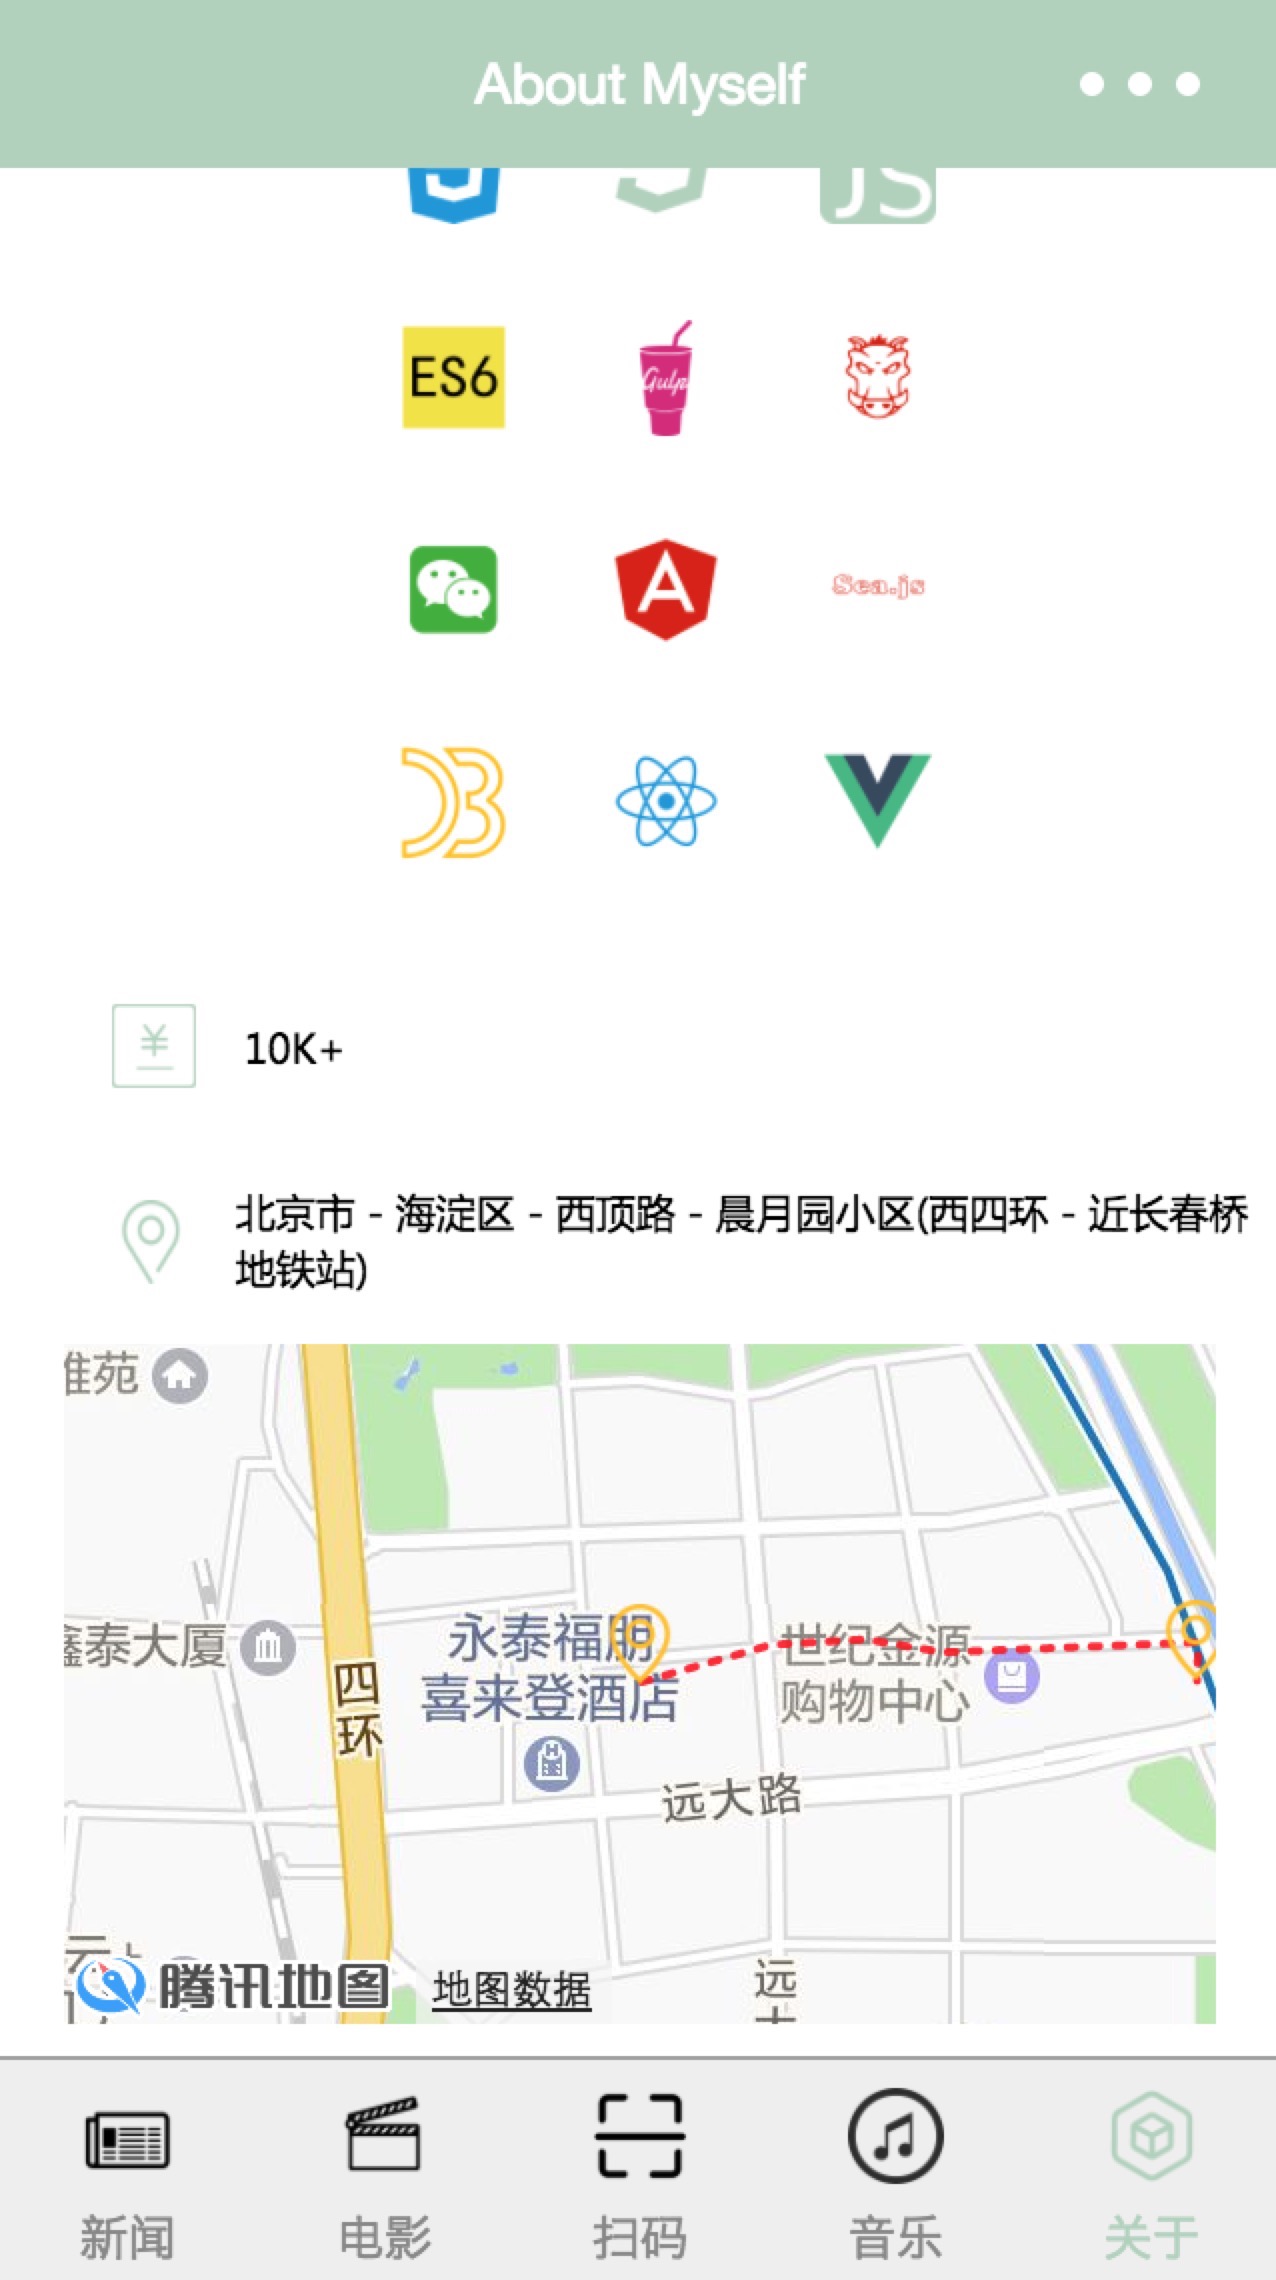 About Myself
JS
ES6
Gulp
A
Sea.js
¥
10K+
北京市 - 海淀区 - 西顶路 - 晨月园小区(西四环 - 近长春桥
地铁站)
雅苑
鑫泰大厦
四
环
永泰福朋
喜来登酒店
世纪金源
购物中心
远大路
远
大
腾讯地图
地图数据
新闻
电影
扫码
音乐
关于